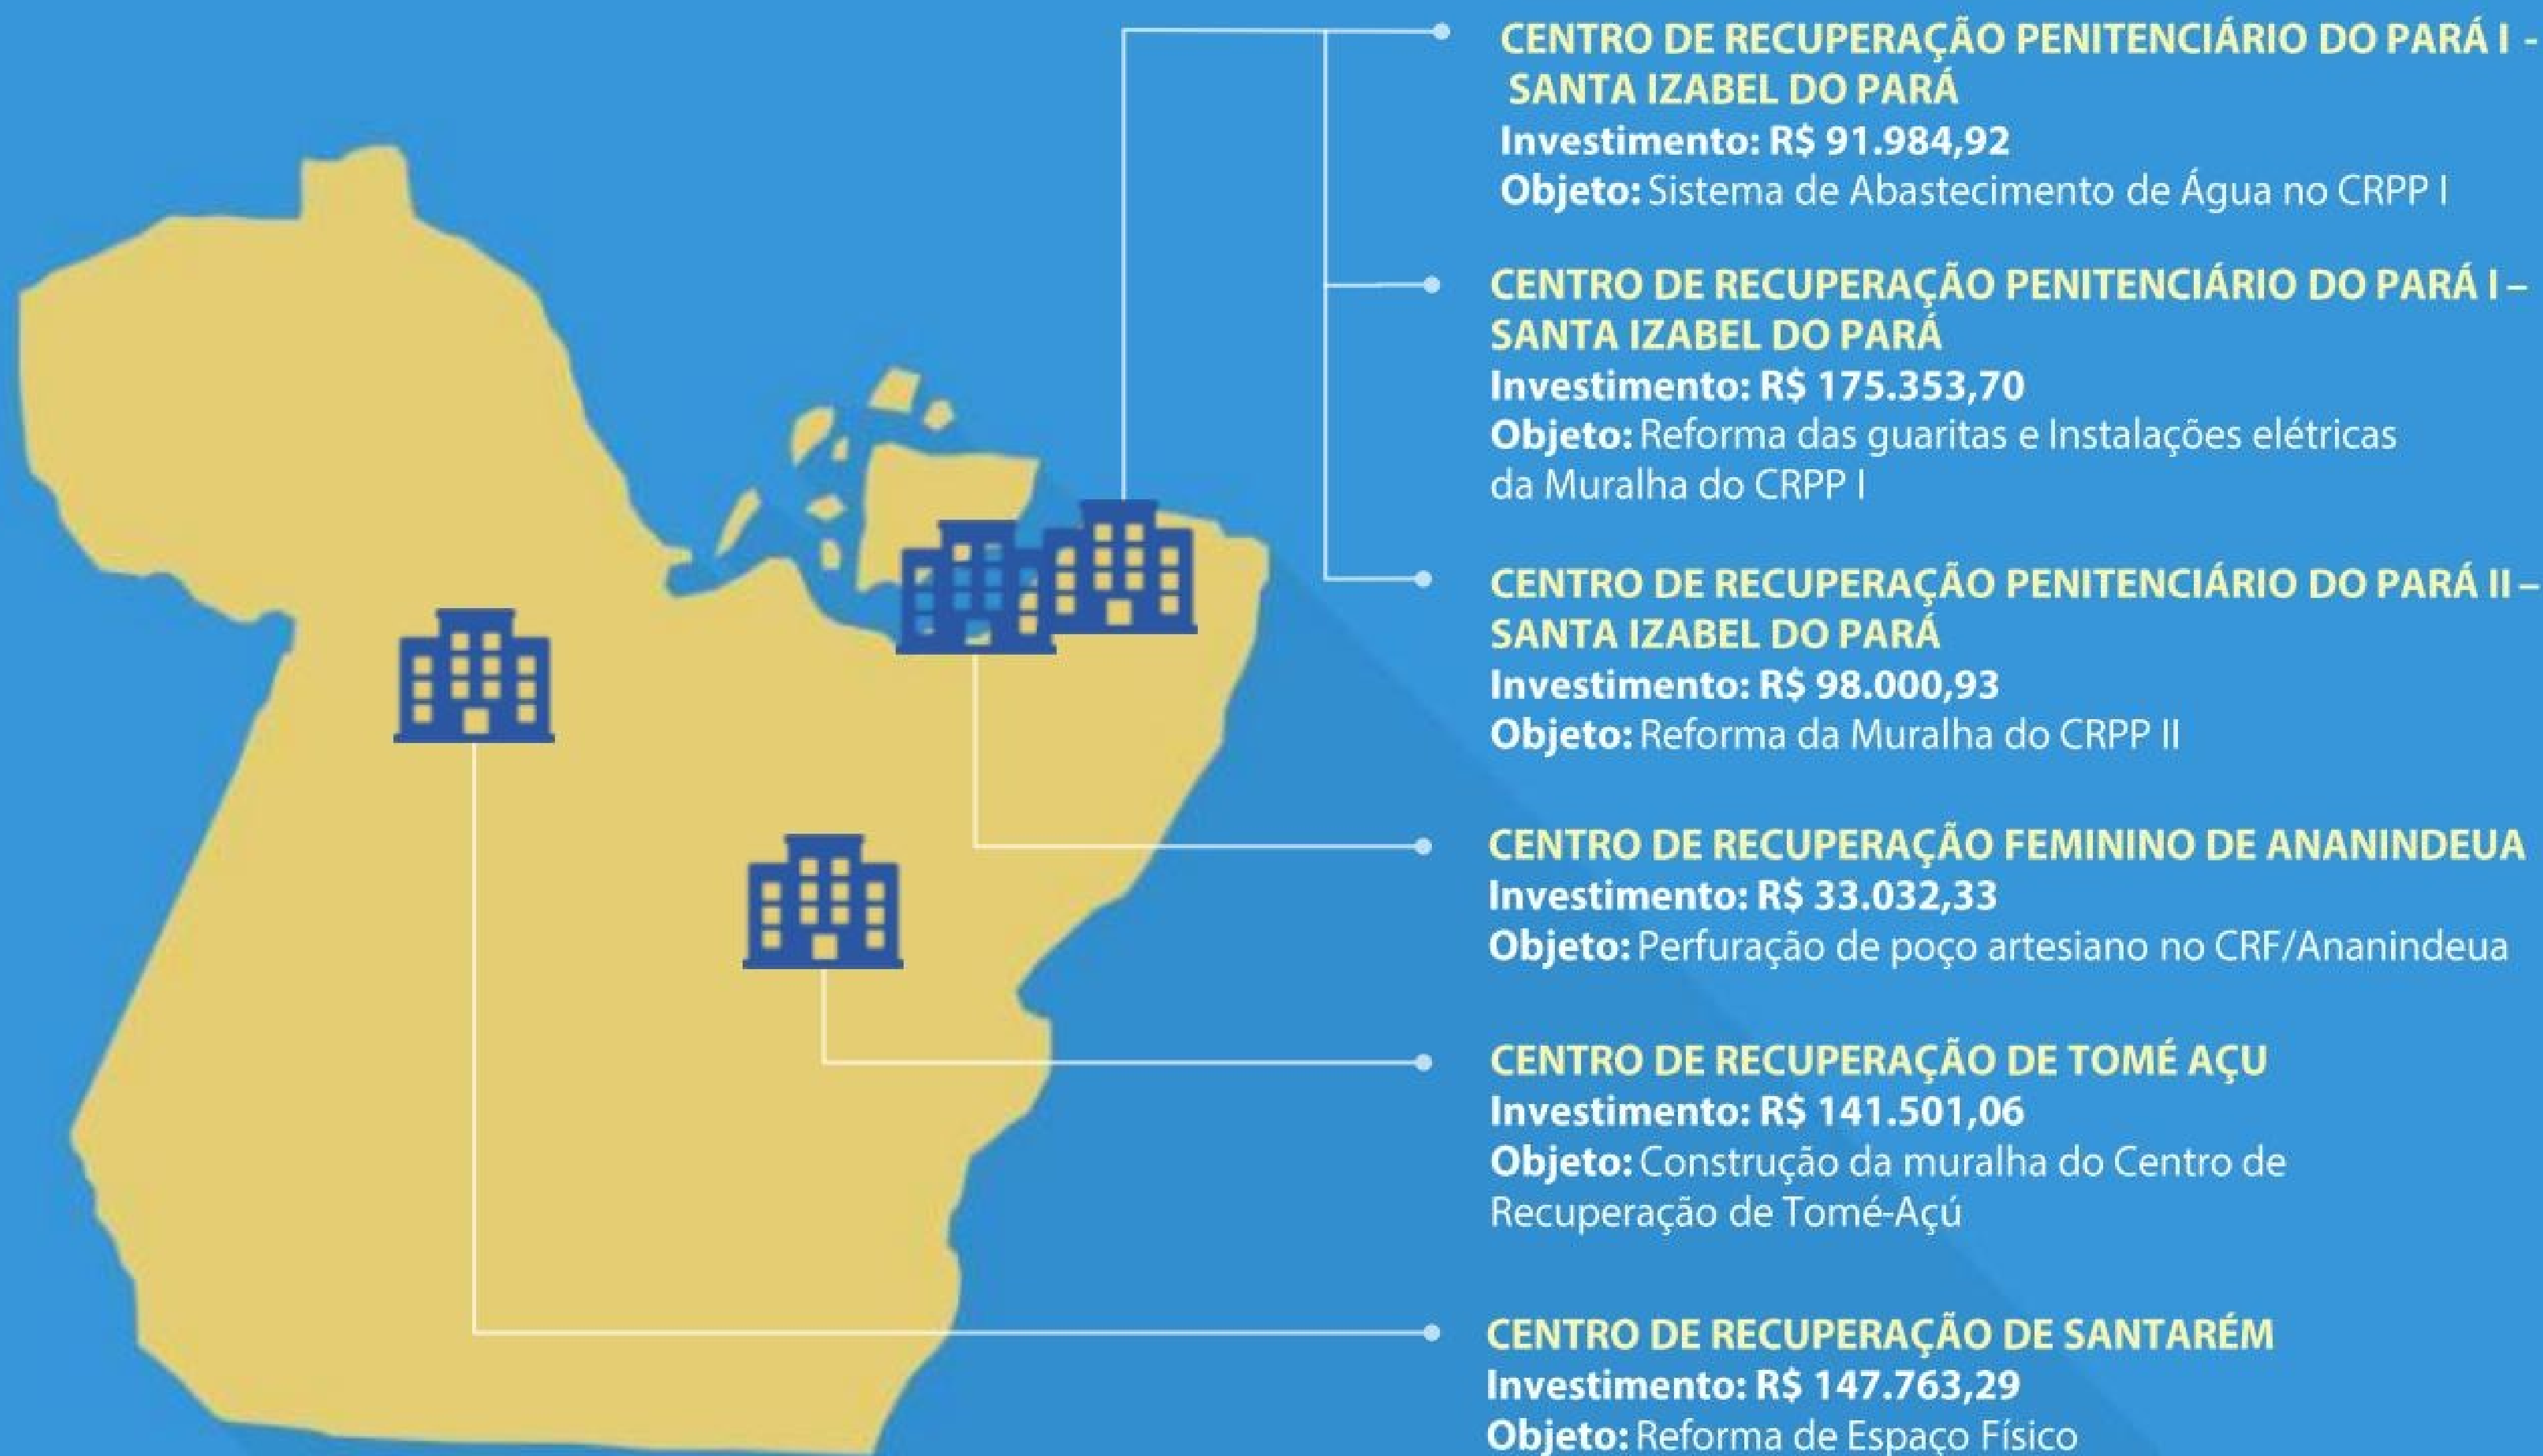 CENTRO DE RECUPERAÇÃO PENITENCIÁRIO DO PARÁ I -
SANTA IZABEL DO PARÁ
Investimento: R$ 91.984,92
Objeto: Sistema de Abastecimento de Água no CRPP I
CENTRO DE RECUPERAÇÃO PENITENCIÁRIO DO PARÁ I –
SANTA IZABEL DO PARÁ
Investimento: R$ 175.353,70
Objeto: Reforma das guaritas e Instalações elétricas
da Muralha do CRPP I
CENTRO DE RECUPERAÇÃO PENITENCIÁRIO DO PARÁ II –
SANTA IZABEL DO PARÁ
Investimento: R$ 98.000,93
Objeto: Reforma da Muralha do CRPP II
CENTRO DE RECUPERAÇÃO FEMININO DE ANANINDEUA
Investimento: R$ 33.032,33
Objeto: Perfuração de poço artesiano no CRF/Ananindeua
CENTRO DE RECUPERAÇÃO DE TOMÉ AÇU
Investimento: R$ 141.501,06
Objeto: Construção da muralha do Centro de
Recuperação de Tomé-Açú
CENTRO DE RECUPERAÇÃO DE SANTARÉM
Investimento: R$ 147.763,29
Objeto: Reforma de Espaço Físico